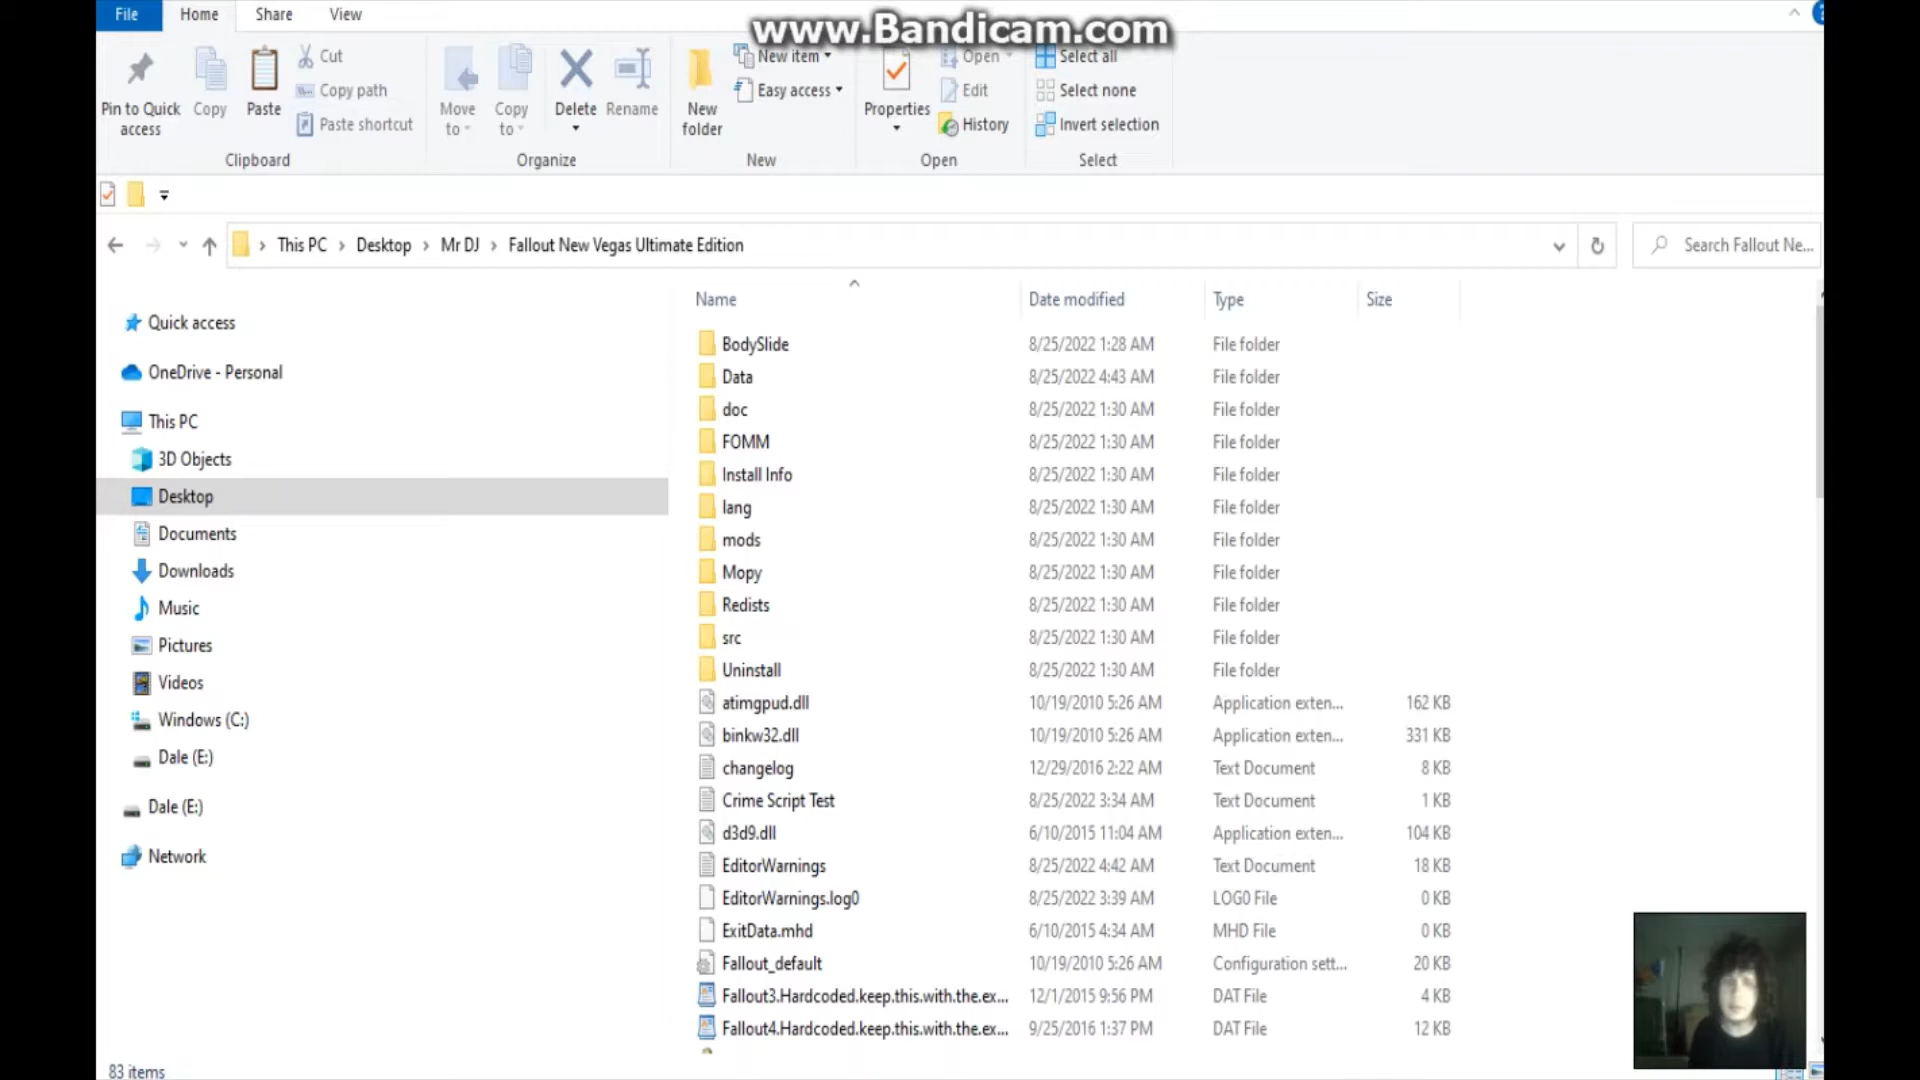 File Home Share View
www.Bandicam.com
Pin to Quick access
Copy
Paste
Cut
Copy path
Paste shortcut
Clipboard
Move to
Copy to
Delete
Rename
Organize
New folder
New item
Easy access
New
Properties
Open
Edit
History
Open
Select all
Select none
Invert selection
Select
This PC Desktop Mr DJ Fallout New Vegas Ultimate Edition
Search Fallout Ne...
Quick access
OneDrive - Personal
This PC
3D Objects
Desktop
Documents
Downloads
Music
Pictures
Videos
Windows (C:)
Dale (E:)
Dale (E:)
Network
Name Date modified Type Size
BodySlide 8/25/2022 1:28 AM File folder
Data 8/25/2022 4:43 AM File folder
doc 8/25/2022 1:30 AM File folder
FOMM 8/25/2022 1:30 AM File folder
Install Info 8/25/2022 1:30 AM File folder
lang 8/25/2022 1:30 AM File folder
mods 8/25/2022 1:30 AM File folder
Mopy 8/25/2022 1:30 AM File folder
Redists 8/25/2022 1:30 AM File folder
src 8/25/2022 1:30 AM File folder
Uninstall 8/25/2022 1:30 AM File folder
atimgpud.dll 10/19/2010 5:26 AM Application exten... 162 KB
binkw32.dll 10/19/2010 5:26 AM Application exten... 331 KB
changelog 12/29/2016 2:22 AM Text Document 8 KB
Crime Script Test 8/25/2022 3:34 AM Text Document 1 KB
d3d9.dll 6/10/2015 11:04 AM Application exten... 104 KB
EditorWarnings 8/25/2022 4:42 AM Text Document 18 KB
EditorWarnings.log0 8/25/2022 3:39 AM LOG0 File 0 KB
ExitData.mhd 6/10/2015 4:34 AM MHD File 0 KB
Fallout_default 10/19/2010 5:26 AM Configuration sett... 20 KB
Fallout3.Hardcoded.keep.this.with.the.ex... 12/1/2015 9:56 PM DAT File 4 KB
Fallout4.Hardcoded.keep.this.with.the.ex... 9/25/2016 1:37 PM DAT File 12 KB
83 items